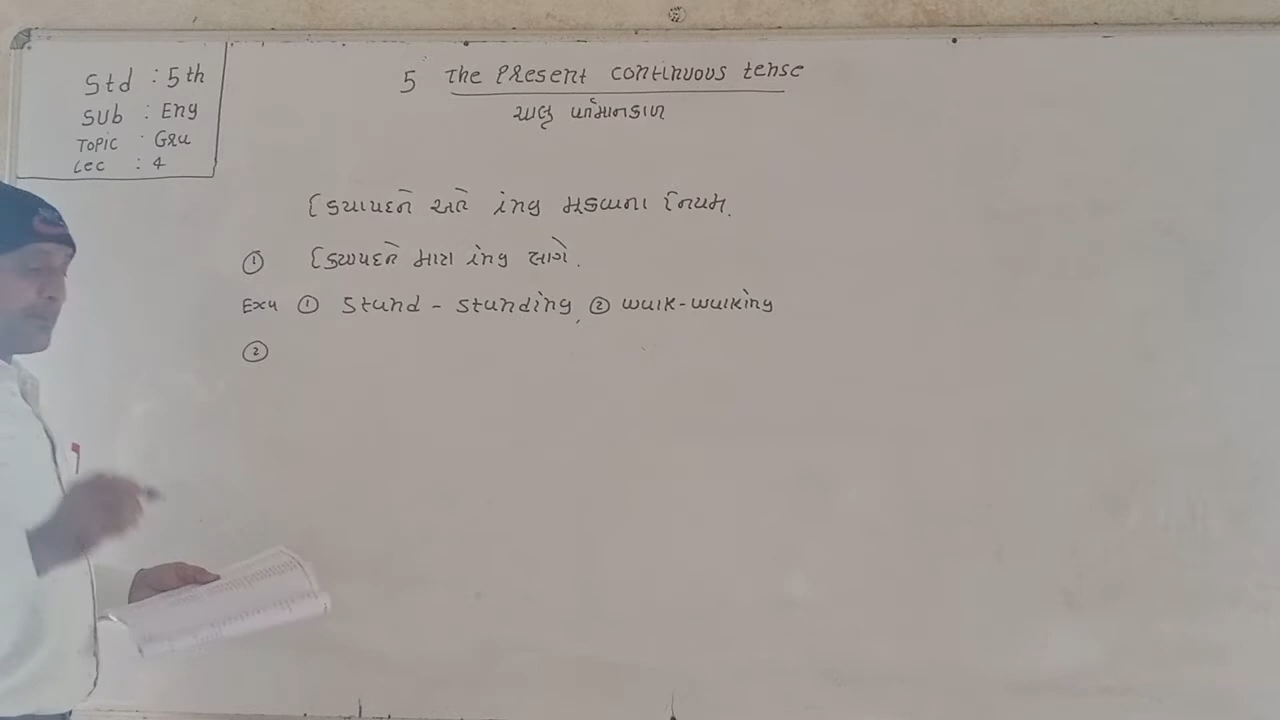 Std : 5th
Sub : Eng
Topic : Gra
Lec : 4
5 The Present continuous tense
ચાલુ વર્તમાનકાળ
ક્રિયાપદને અંતે ing મુકવાના નિયમ.
① ક્રિયાપદને માત્ર ing લાગે.
Exa ① Stand - standing, ② walk-walking
②